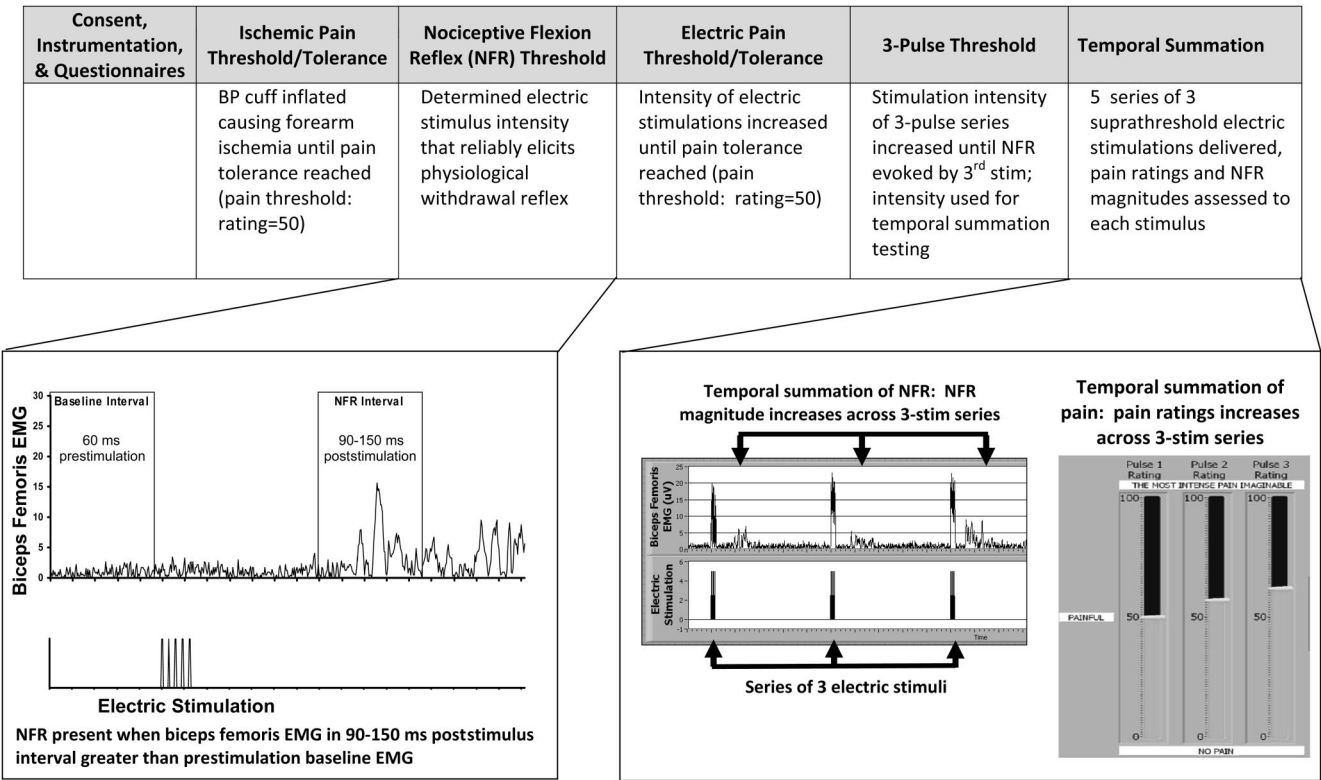 Consent,
Instrumentation,
& Questionnaires
Ischemic Pain
Threshold/Tolerance
Nociceptive Flexion
Reflex (NFR) Threshold
Electric Pain
Threshold/Tolerance
3-Pulse Threshold
Temporal Summation
BP cuff inflated
causing forearm
ischemia until pain
tolerance reached
(pain threshold:
rating=50)
Determined electric
stimulus intensity
that reliably elicits
physiological
withdrawal reflex
Intensity of electric
stimulations increased
until pain tolerance
reached (pain
threshold:  rating=50)
Stimulation intensity
of 3-pulse series
increased until NFR
evoked by 3rd stim;
intensity used for
temporal summation
testing
5  series of 3
suprathreshold electric
stimulations delivered,
pain ratings and NFR
magnitudes assessed to
each stimulus
Biceps Femoris EMG
30
25
20
15
10
5
0
Baseline Interval
60 ms
prestimulation
NFR Interval
90-150 ms
poststimulation
Electric Stimulation
NFR present when biceps femoris EMG in 90-150 ms poststimulus
interval greater than prestimulation baseline EMG
Temporal summation of NFR:  NFR
magnitude increases across 3-stim series
Biceps Femoris
EMG (uV)
25
20
15
10
5
0
Electric
Stimulation
6
4
2
0
-1
Time
Series of 3 electric stimuli
Temporal summation of
pain:  pain ratings increases
across 3-stim series
Pulse 1
Rating
Pulse 2
Rating
Pulse 3
Rating
THE MOST INTENSE PAIN IMAGINABLE
100
100
100
PAINFUL
50
50
50
0
0
0
NO PAIN